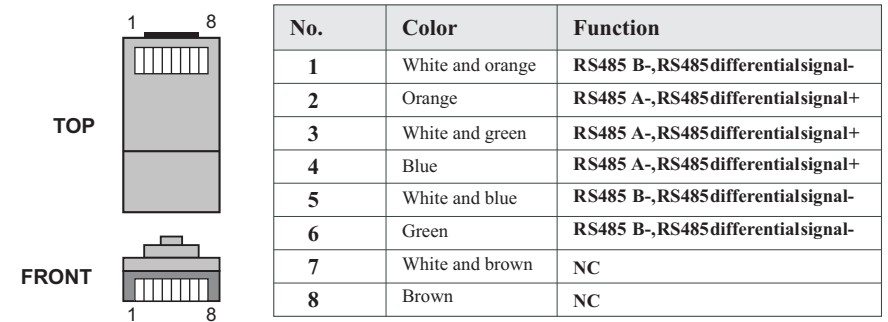 1 8
TOP
FRONT
1 8
No. Color Function
1 White and orange RS485 B-,RS485differentialsignal-
2 Orange RS485 A-,RS485differentialsignal+
3 White and green RS485 A-,RS485differentialsignal+
4 Blue RS485 A-,RS485differentialsignal+
5 White and blue RS485 B-,RS485differentialsignal-
6 Green RS485 B-,RS485differentialsignal-
7 White and brown NC
8 Brown NC